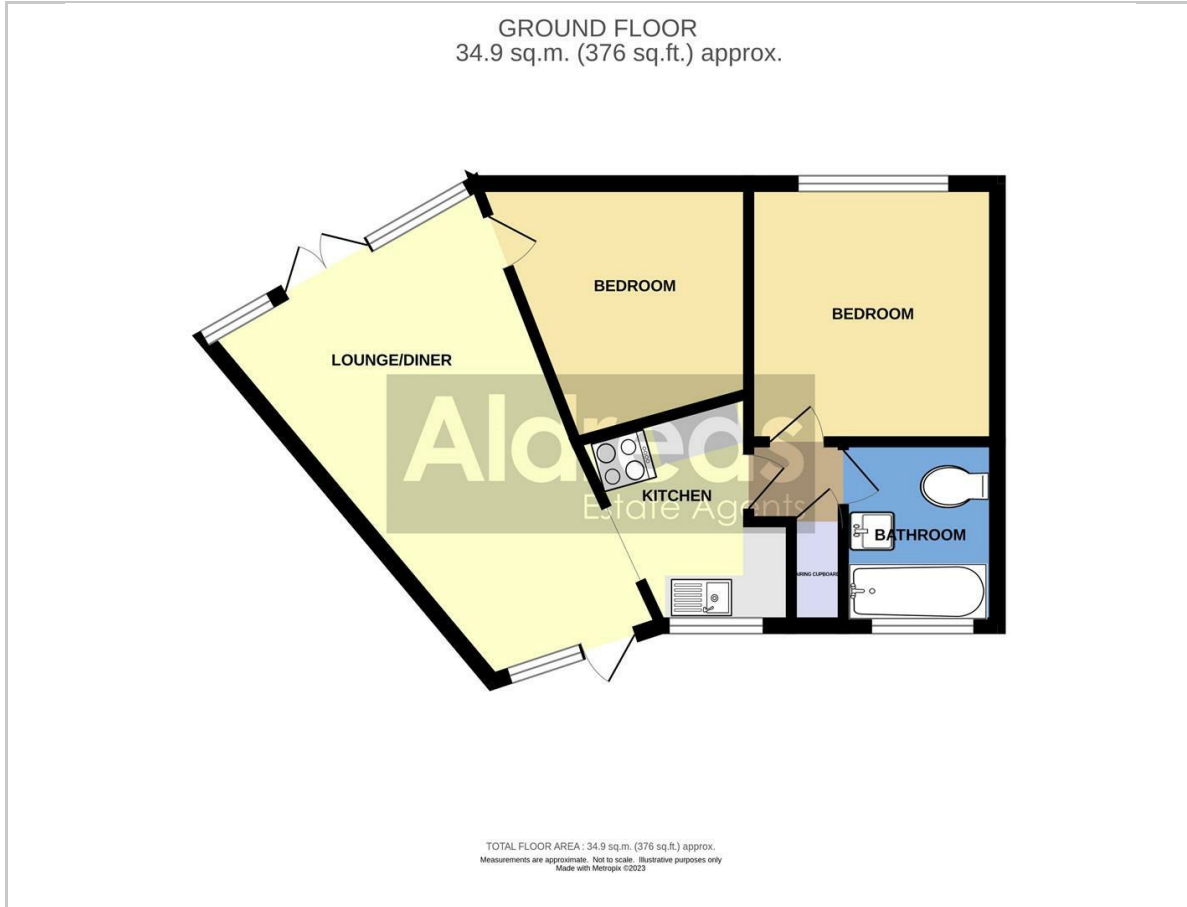 GROUND FLOOR
34.9 sq.m. (376 sq.ft.) approx.
BEDROOM
BEDROOM
LOUNGE/DINER
Aldreds
Estate Agents
KITCHEN
BATHROOM
AIRING CUPBOARD
TOTAL FLOOR AREA : 34.9 sq.m. (376 sq.ft.) approx.
Measurements are approximate. Not to scale. Illustrative purposes only
Made with Metropix ©2023